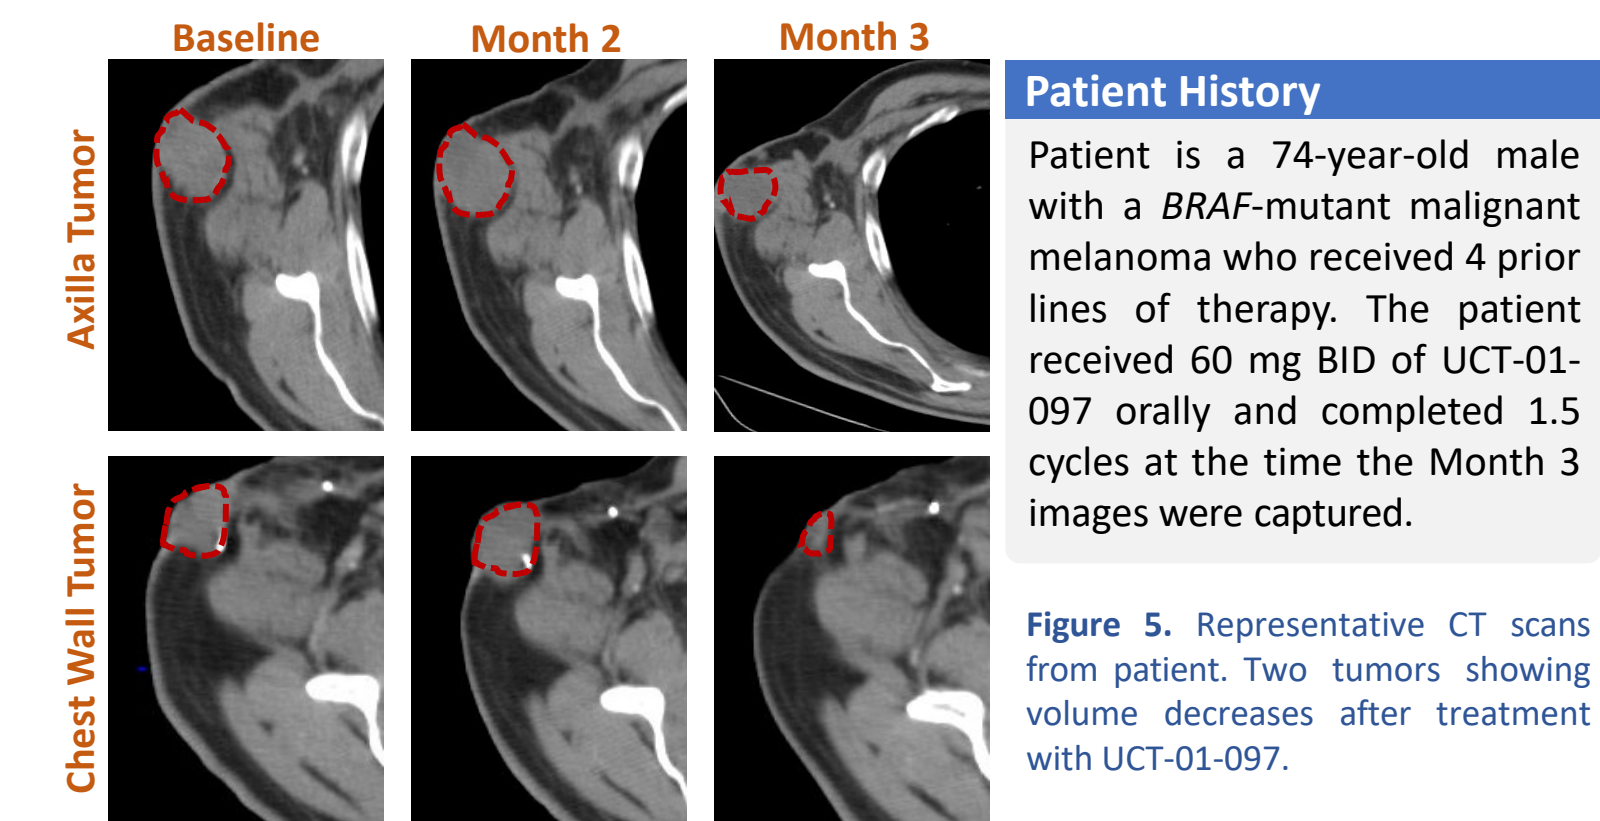 Baseline
Month 2
Month 3
Axilla Tumor
Chest Wall Tumor
Patient History
Patient is a 74-year-old male
with a BRAF-mutant malignant
melanoma who received 4 prior
lines of therapy. The patient
received 60 mg BID of UCT-01-
097 orally and completed 1.5
cycles at the time the Month 3
images were captured.
Figure 5. Representative CT scans
from patient. Two tumors showing
volume decreases after treatment
with UCT-01-097.